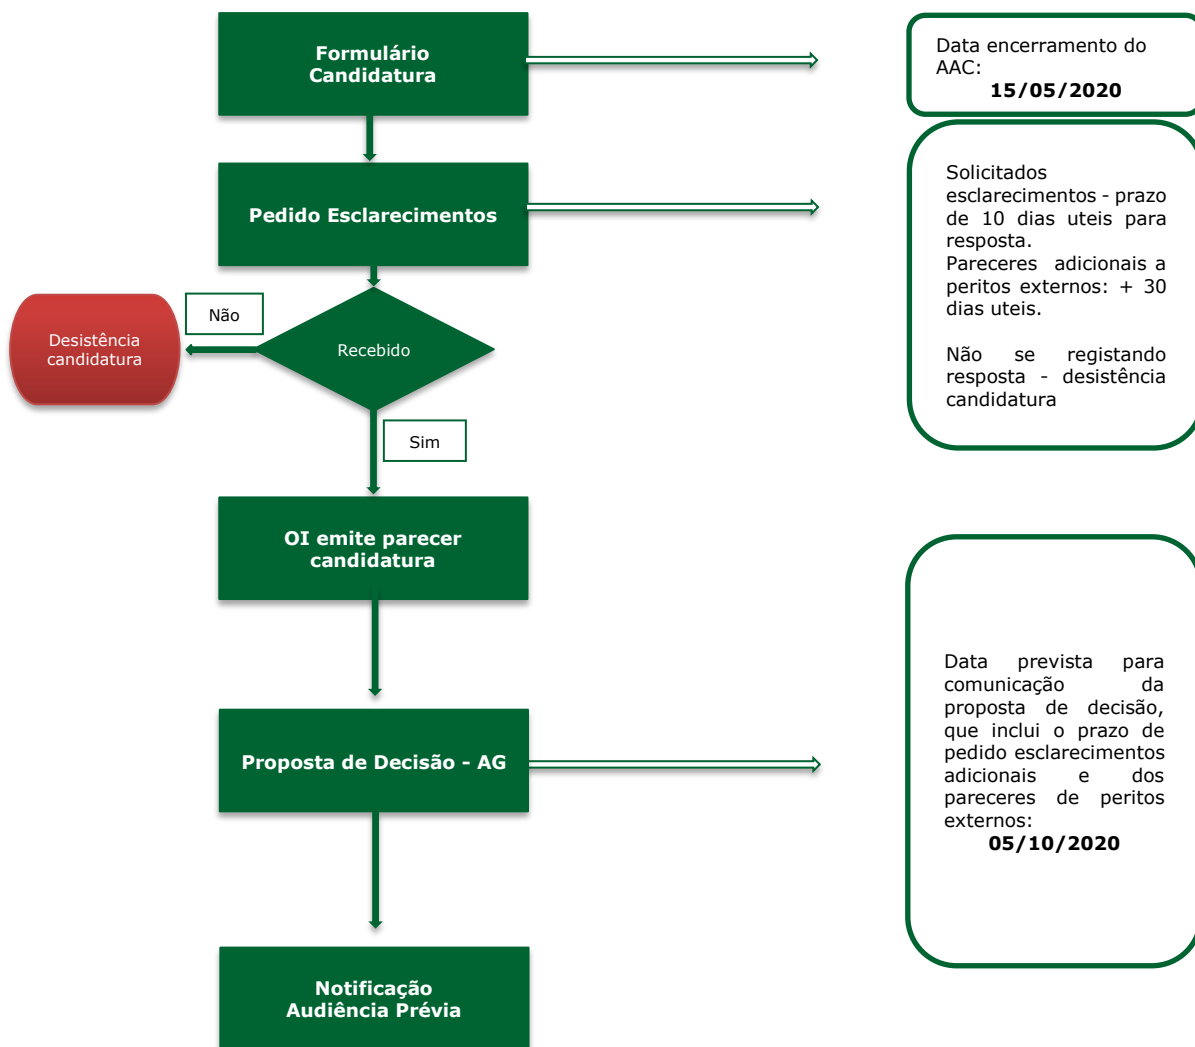 Formulário
Candidatura
Data encerramento do
AAC:
15/05/2020
Pedido Esclarecimentos
Solicitados
esclarecimentos - prazo
de 10 dias uteis para
resposta.
Pareceres adicionais a
peritos externos: + 30
dias uteis.
Não se registando
resposta - desistência
candidatura
Não
Desistência
candidatura
Recebido
Sim
OI emite parecer
candidatura
Proposta de Decisão - AG
Data prevista para
comunicação da
proposta de decisão,
que inclui o prazo de
pedido esclarecimentos
adicionais e dos
pareceres de peritos
externos:
05/10/2020
Notificação
Audiência Prévia